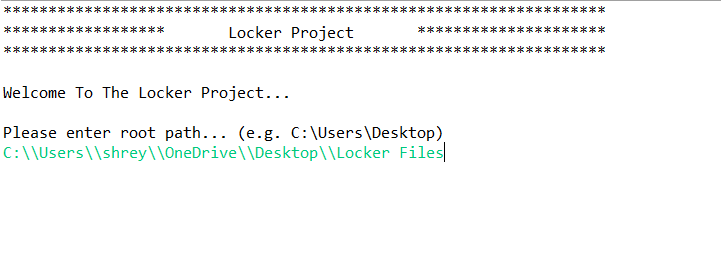 *******************************************************************
******************       Locker Project       *********************
*******************************************************************
Welcome To The Locker Project...
Please enter root path... (e.g. C:\Users\Desktop)
C:\\Users\\shrey\\OneDrive\\Desktop\\Locker Files